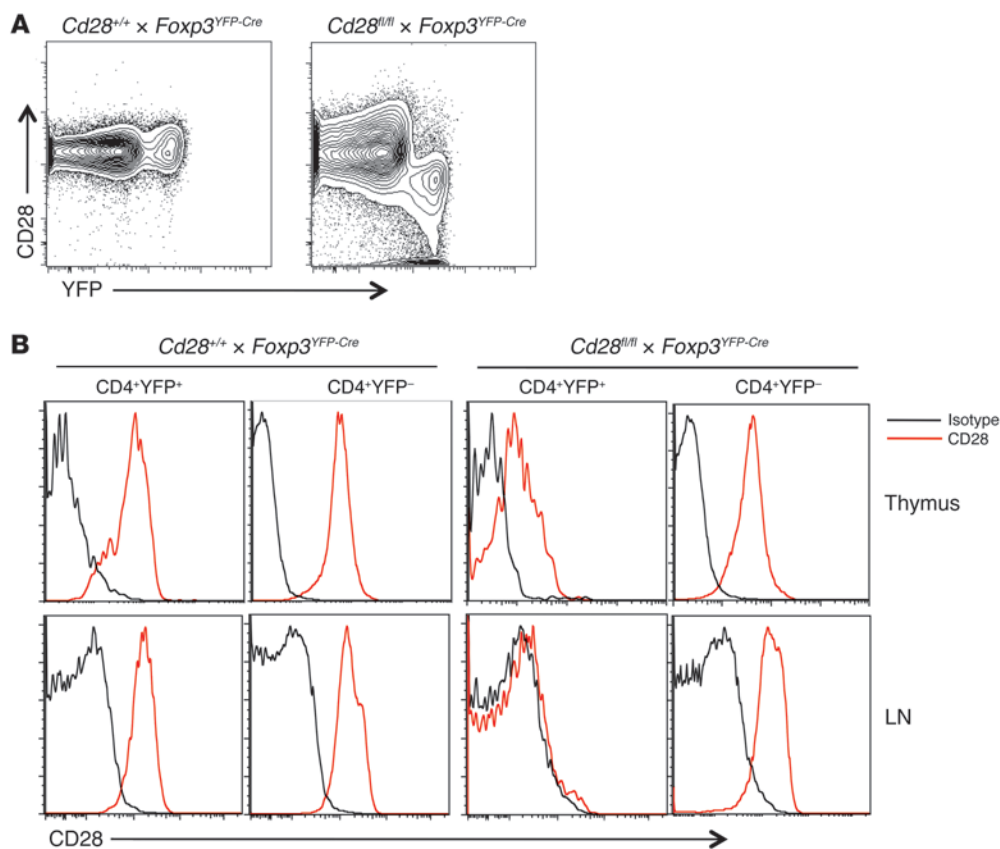 A
Cd28+/+ × Foxp3YFP-Cre
Cd28fl/fl × Foxp3YFP-Cre
CD28
YFP
B
Cd28+/+ × Foxp3YFP-Cre
Cd28fl/fl × Foxp3YFP-Cre
CD4+YFP+
CD4+YFP–
CD4+YFP+
CD4+YFP–
Isotype
CD28
Thymus
LN
CD28